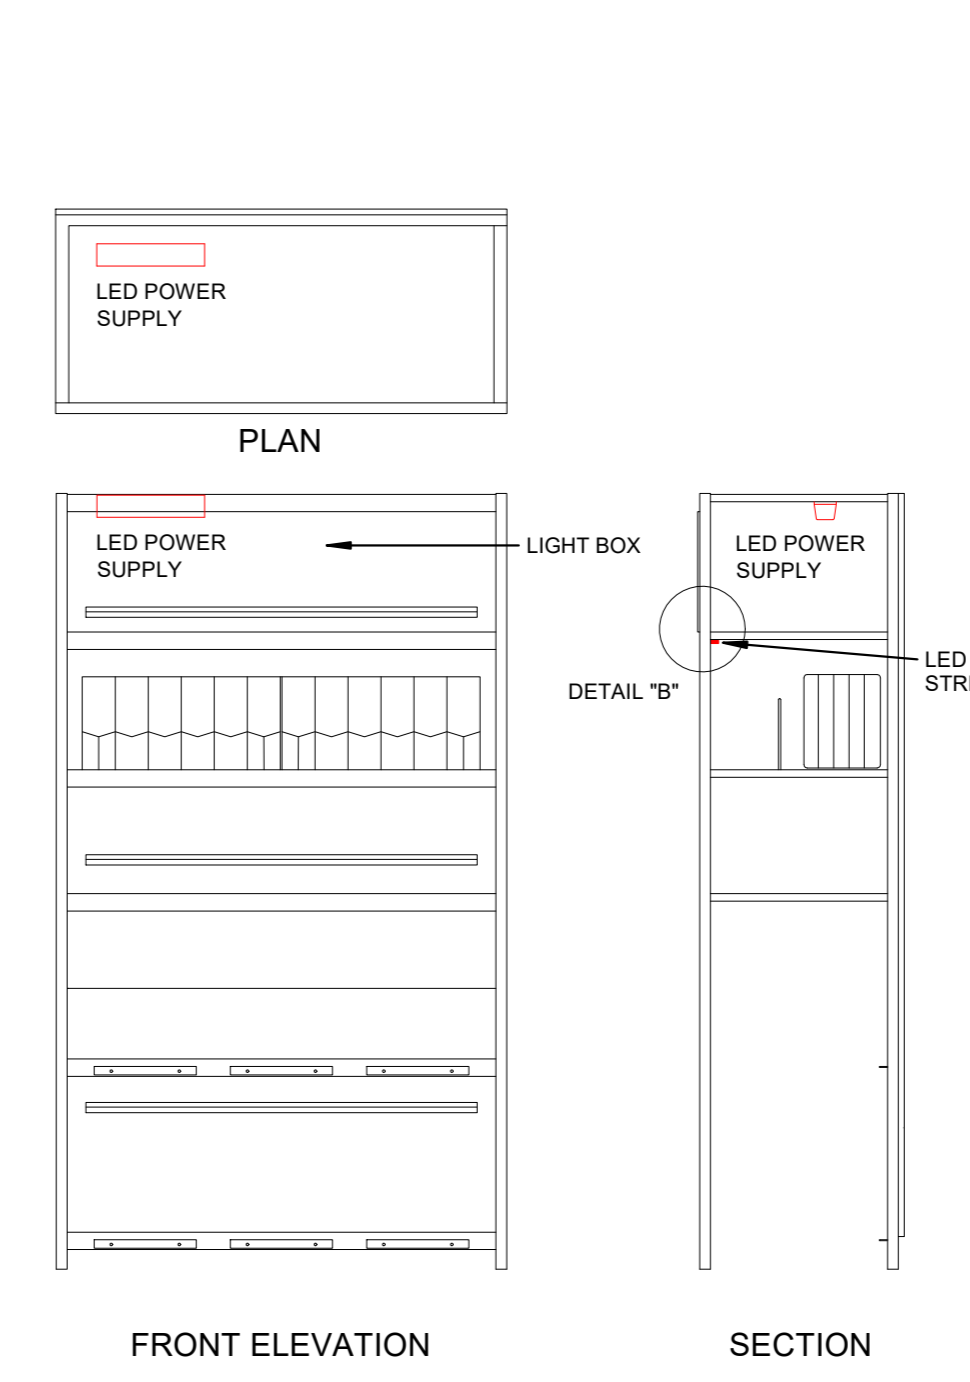 LED POWER
SUPPLY
PLAN
LED POWER
SUPPLY
LIGHT BOX
LED POWER
SUPPLY
LED
DETAIL "B"
FRONT ELEVATION
SECTION